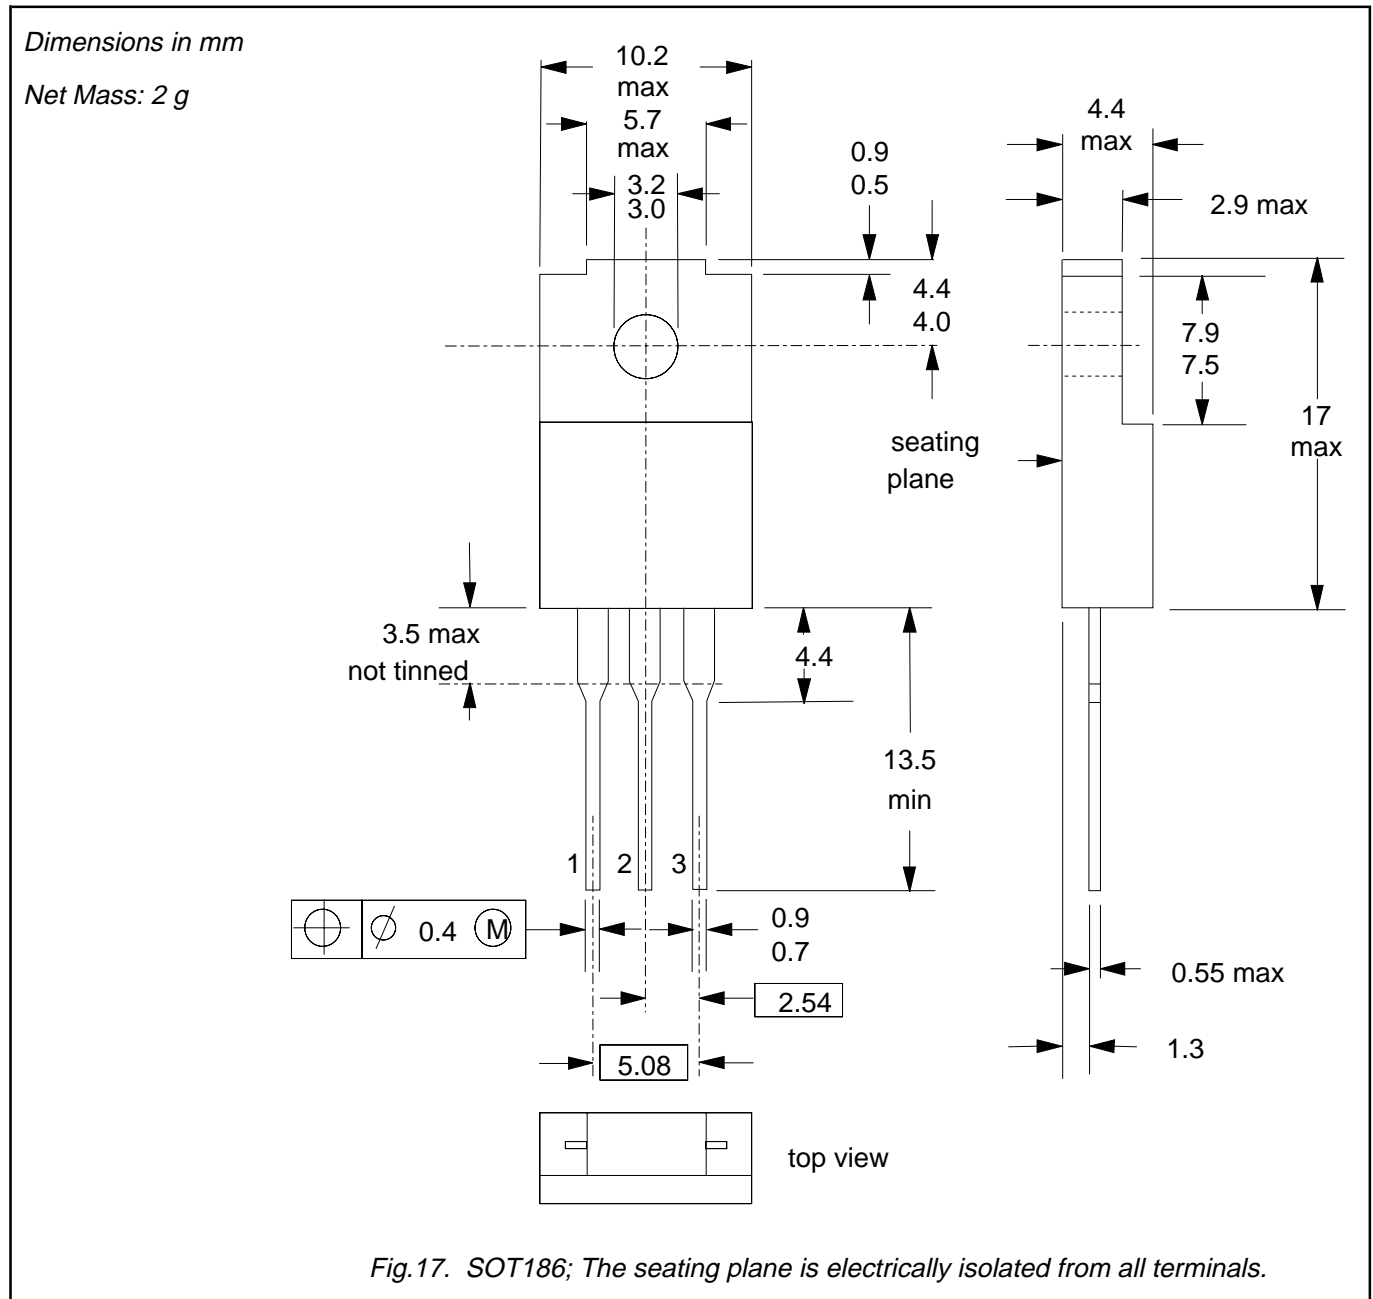 Dimensions in mm
Net Mass: 2 g
10.2
max
5.7
max
3.2
3.0
0.9
0.5
4.4
4.0
4.4
max
2.9 max
7.9
7.5
17
max
seating
plane
3.5 max
not tinned
4.4
13.5
min
1 2 3
0.4 M
0.9
0.7
2.54
5.08
0.55 max
1.3
top view
Fig.17. SOT186; The seating plane is electrically isolated from all terminals.